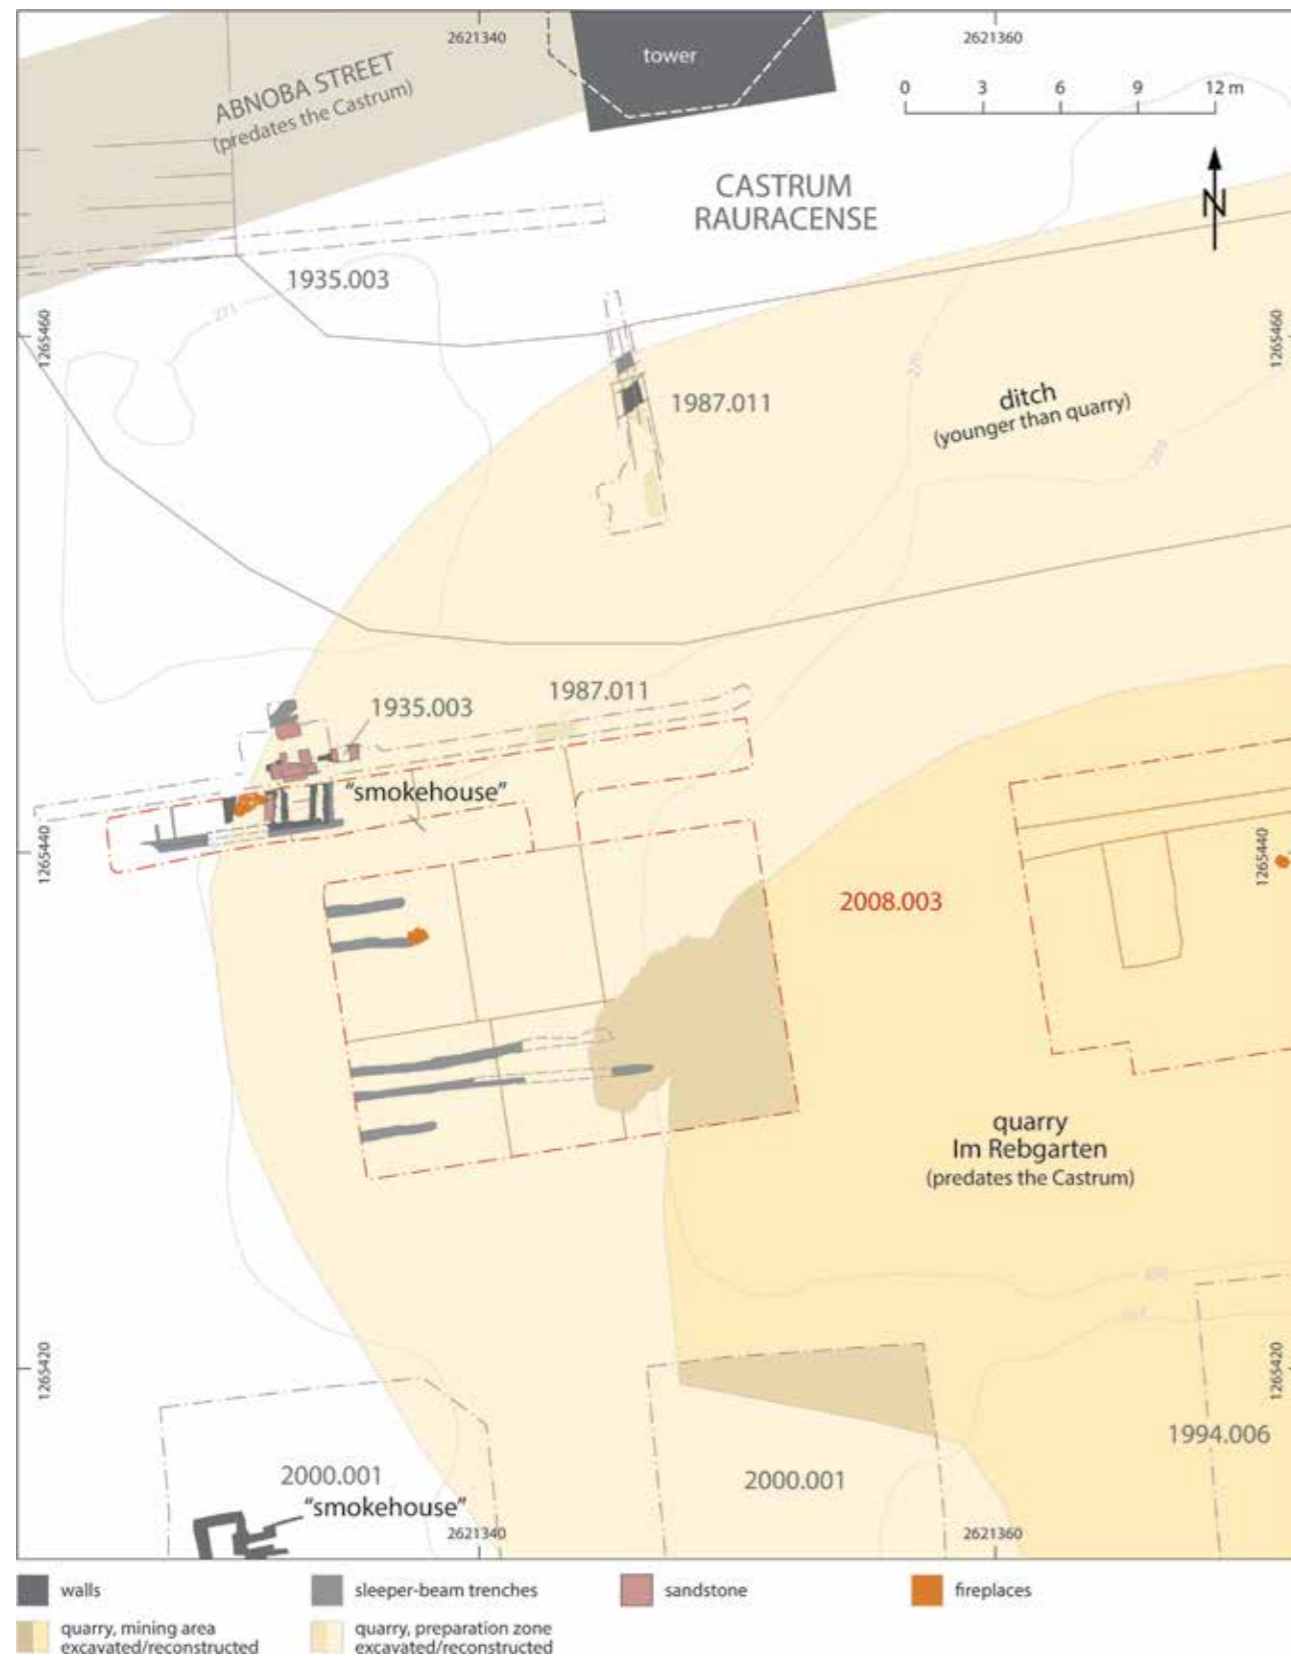 2621340
2621360
tower
ABNOBA STREET
(predates the Castrum)
0 3 6 9 12 m
N
CASTRUM
RAURACENSE
1935.003
271
1265460
1265460
270
1987.011
ditch
(younger than quarry)
269
1987.011
1935.003
"smokehouse"
1265440
1265440
2008.003
quarry
Im Rebgarten
(predates the Castrum)
1265420
1265420
1994.006
2000.001
2000.001
"smokehouse"
2621340
2621360
walls
sleeper-beam trenches
sandstone
fireplaces
quarry, mining area
excavated/reconstructed
quarry, preparation zone
excavated/reconstructed